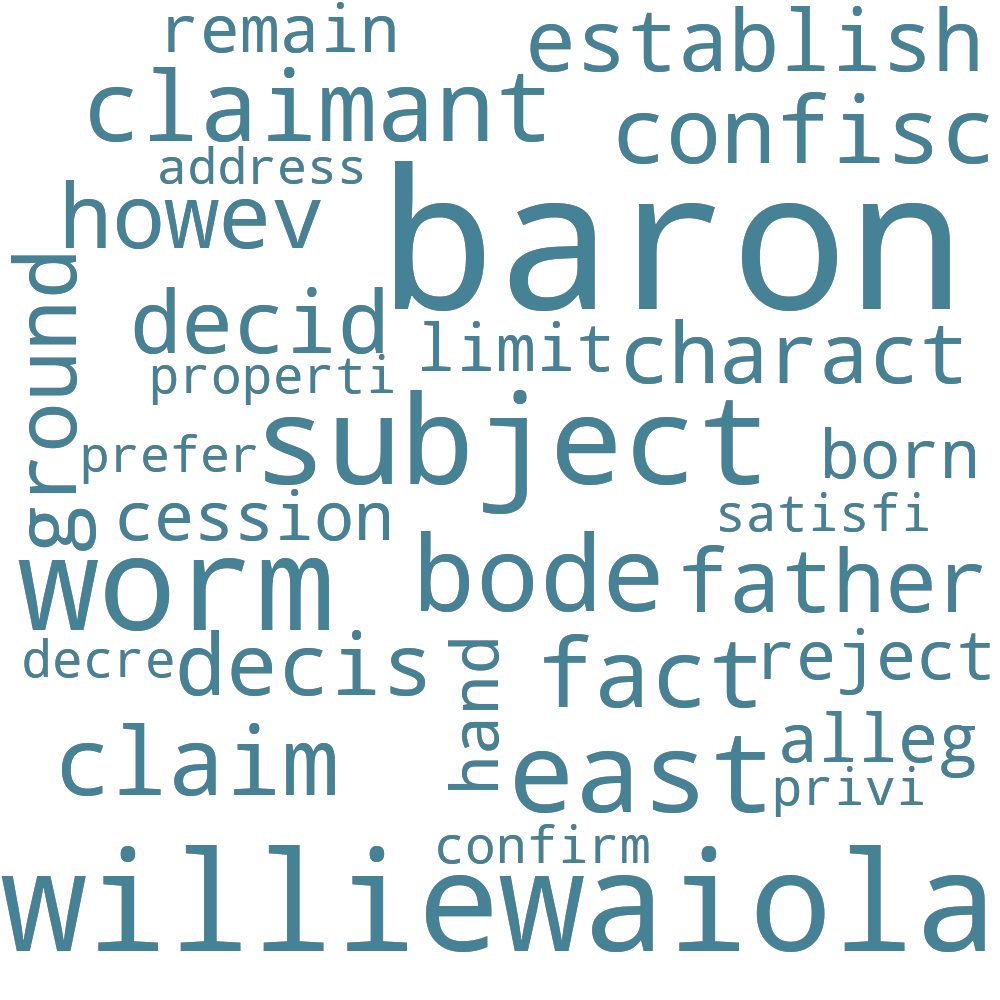 remain
establish
claimant
confisc
address
baron
howev
ground
decid
limit
charact
properti
subject
prefer
born
cession
satisfi
worm
bode
father
decre
decis
hand
fact
reject
claim
east
alleg
privi
confirm
williewaiola